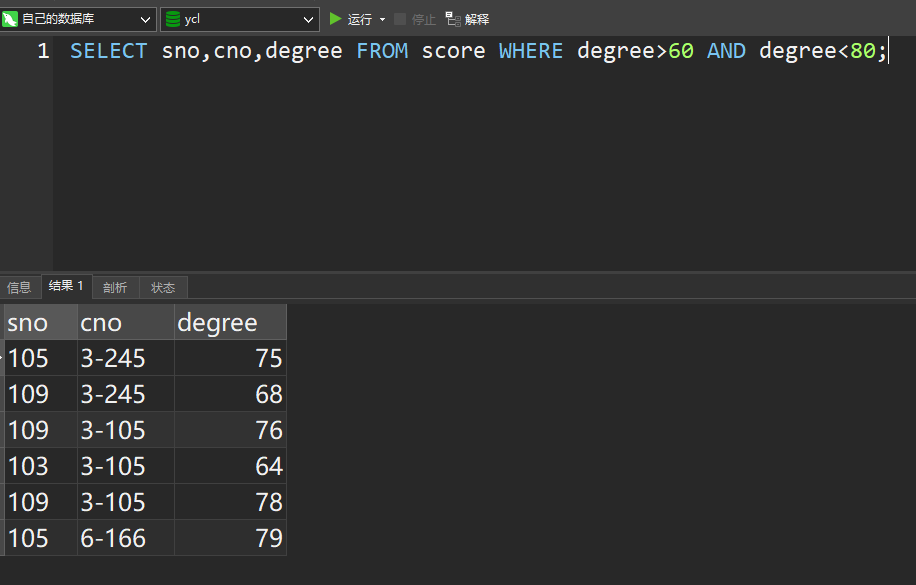 自己的数据库 ycl 运行 停止 解释
1 SELECT sno,cno,degree FROM score WHERE degree>60 AND degree<80;
信息 结果 1 剖析 状态
sno cno degree
105 3-245 75
109 3-245 68
109 3-105 76
103 3-105 64
109 3-105 78
105 6-166 79